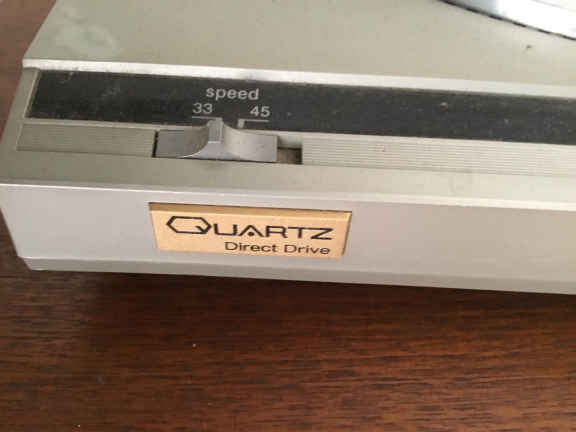 speed
33 45
QUARTZ
Direct Drive